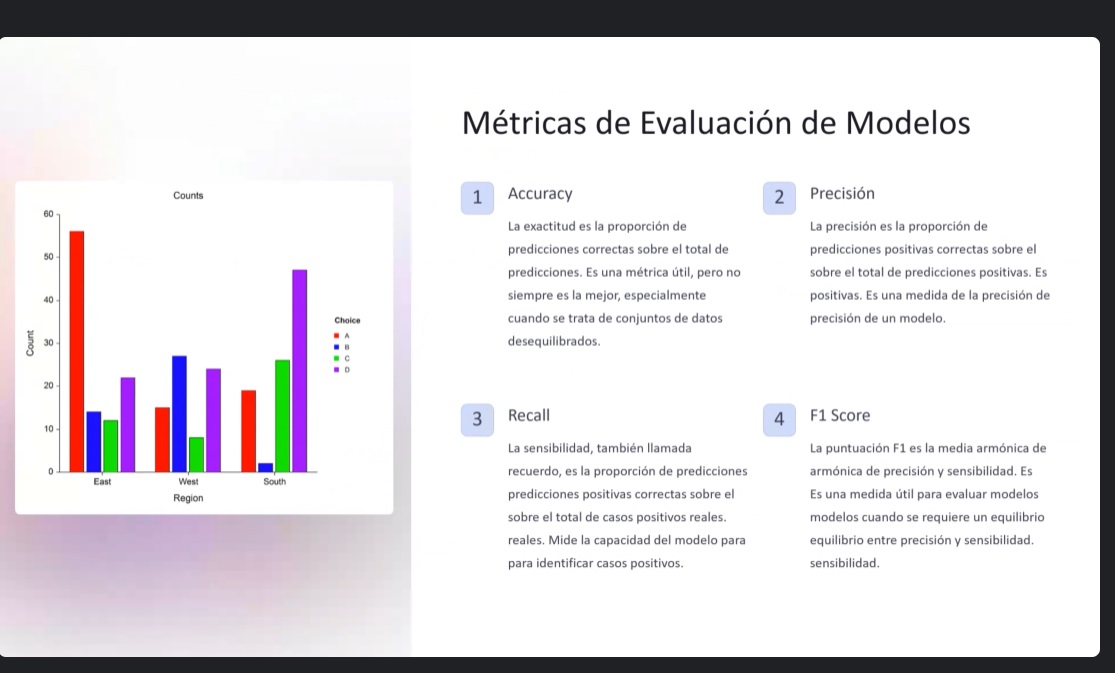 Métricas de Evaluación de Modelos
Counts
60
50
40
30
20
10
0
Count
East
West
South
Region
Choice
A
B
C
D
1
Accuracy
La exactitud es la proporción de
predicciones correctas sobre el total de
predicciones. Es una métrica útil, pero no
siempre es la mejor, especialmente
cuando se trata de conjuntos de datos
desequilibrados.
2
Precisión
La precisión es la proporción de
predicciones positivas correctas sobre el
sobre el total de predicciones positivas. Es
positivas. Es una medida de la precisión de
precisión de un modelo.
3
Recall
La sensibilidad, también llamada
recuerdo, es la proporción de predicciones
predicciones positivas correctas sobre el
sobre el total de casos positivos reales.
reales. Mide la capacidad del modelo para
para identificar casos positivos.
4
F1 Score
La puntuación F1 es la media armónica de
armónica de precisión y sensibilidad. Es
Es una medida útil para evaluar modelos
modelos cuando se requiere un equilibrio
equilibrio entre precisión y sensibilidad.
sensibilidad.